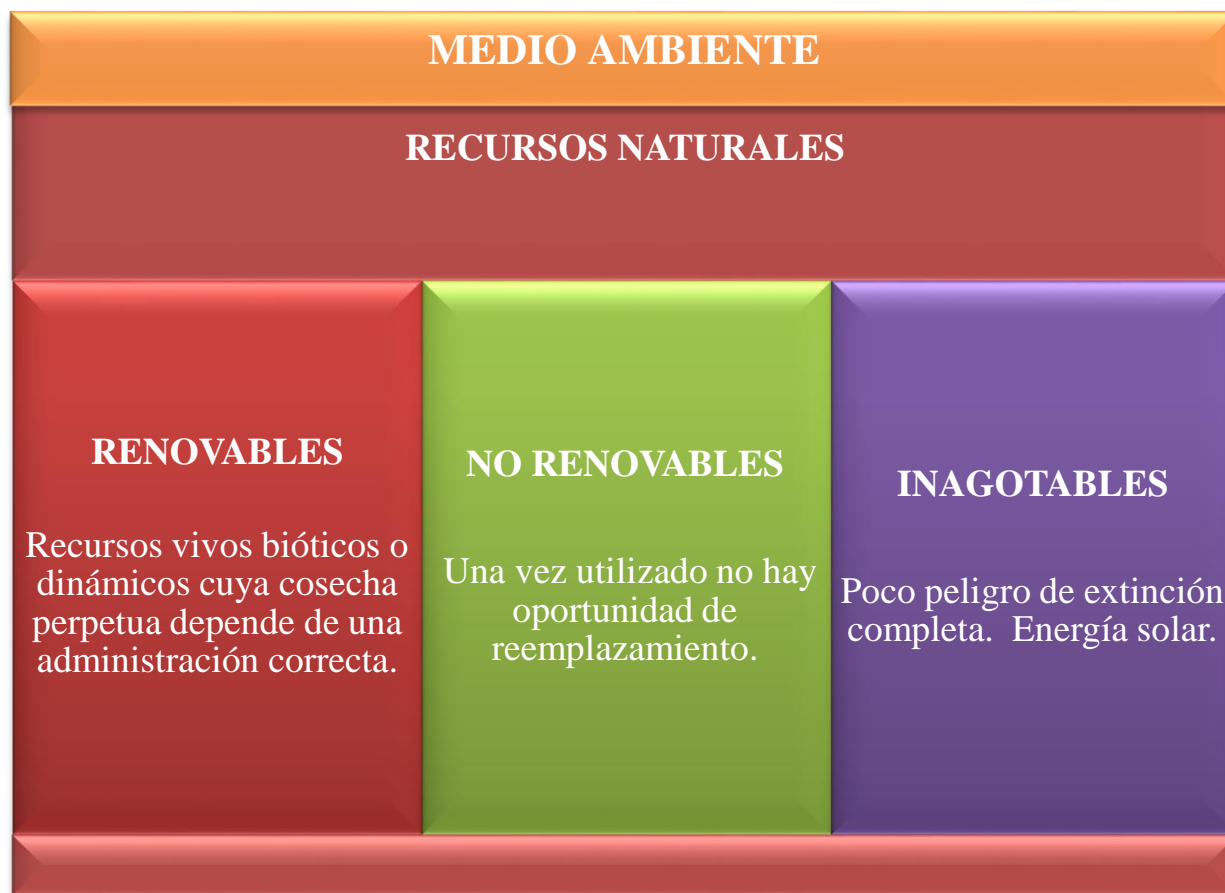 MEDIO AMBIENTE
RECURSOS NATURALES
RENOVABLES
Recursos vivos bióticos o
dinámicos cuya cosecha
perpetua depende de una
administración correcta.
NO RENOVABLES
Una vez utilizado no hay
oportunidad de
reemplazamiento.
INAGOTABLES
Poco peligro de extinción
completa.  Energía solar.